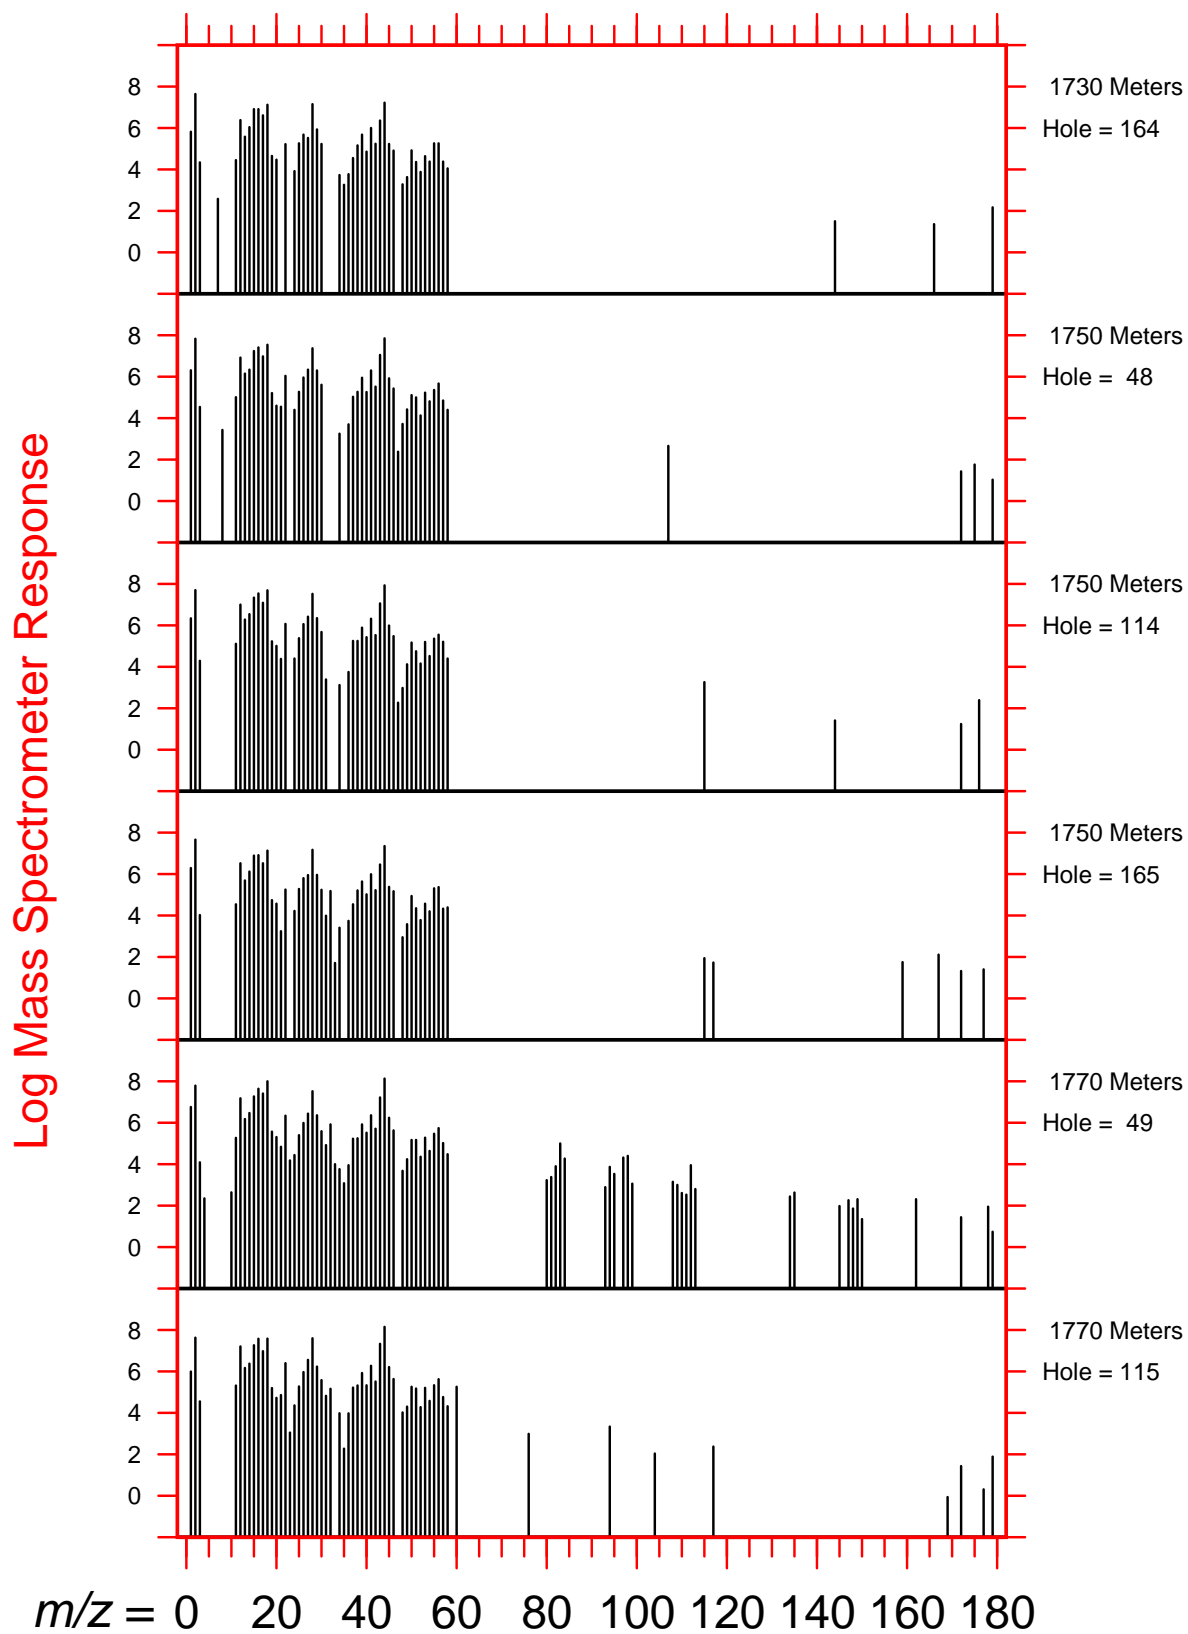 8 1730 Meters
6 Hole = 164
4
2
0
8 1750 Meters
6 Hole = 48
4
2
0
8 1750 Meters
6 Hole = 114
4
2
0
8 1750 Meters
6 Hole = 165
4
2
0
8 1770 Meters
6 Hole = 49
4
2
0
8 1770 Meters
6 Hole = 115
4
2
0
Log Mass Spectrometer Response
m/z = 0 20 40 60 80 100 120 140 160 180